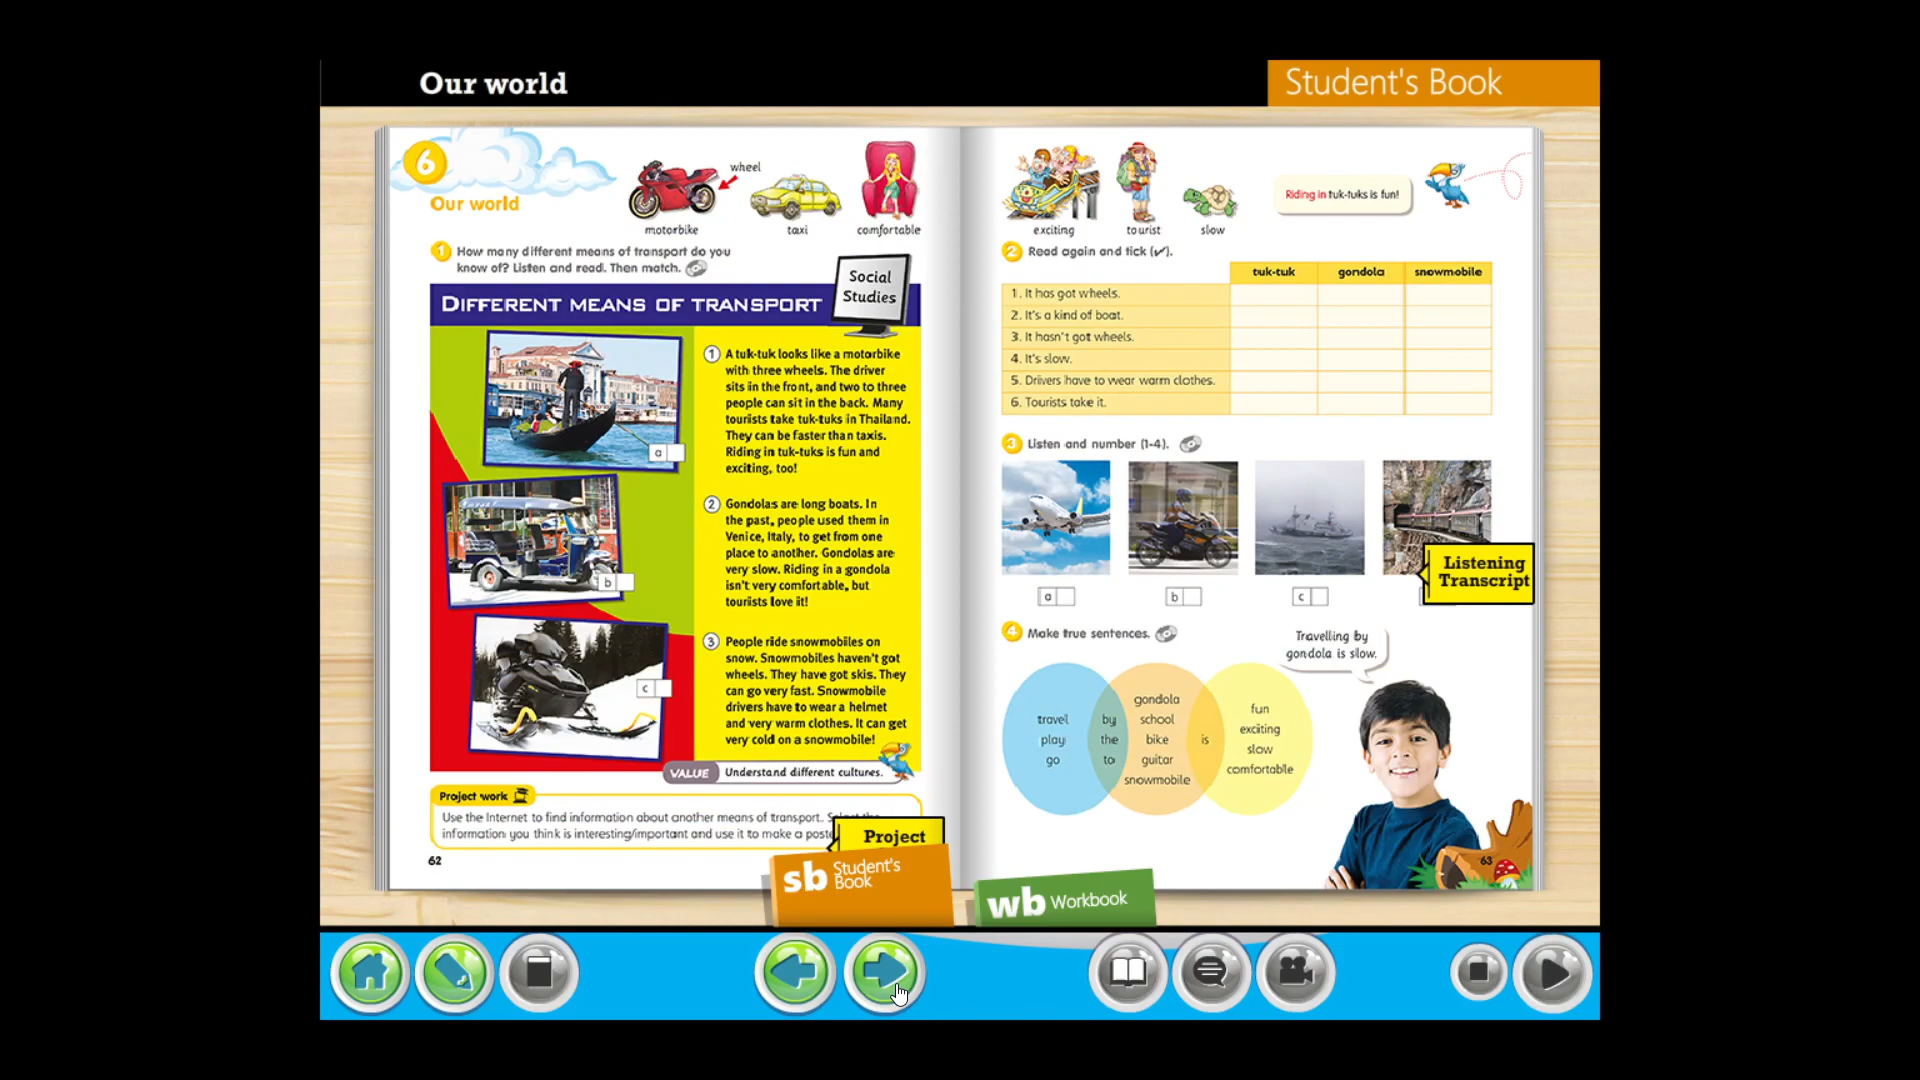 Our world
Student's Book
6
Our world
wheel
motorbike
taxi
comfortable
1 How many different means of transport do you
know of? Listen and read. Then match.
Social
Studies
DIFFERENT MEANS OF TRANSPORT
a
b
c
1 A tuk-tuk looks like a motorbike
with three wheels. The driver
sits in the front, and two to three
people can sit in the back. Many
tourists take tuk-tuks in Thailand.
They can be faster than taxis.
Riding in tuk-tuks is fun and
exciting, too!
2 Gondolas are long boats. In
the past, people used them in
Venice, Italy, to get from one
place to another. Gondolas are
very slow. Riding in a gondola
isn't very comfortable, but
tourists love it!
3 People ride snowmobiles on
snow. Snowmobiles haven't got
wheels. They have got skis. They
can go very fast. Snowmobile
drivers have to wear a helmet
and very warm clothes. It can get
very cold on a snowmobile!
VALUE Understand different cultures.
Project work
Use the Internet to find information about another means of transport. Select the
information you think is interesting/important and use it to make a poste
Project
62
exciting
tourist
slow
Riding in tuk-tuks is fun!
2 Read again and tick (✓).
tuk-tuk gondola snowmobile
1. It has got wheels.
2. It's a kind of boat.
3. It hasn't got wheels.
4. It's slow.
5. Drivers have to wear warm clothes.
6. Tourists take it.
3 Listen and number (1-4).
a
b
c
Listening
Transcript
4 Make true sentences.
Travelling by
gondola is slow.
travel
play
go
by
the
to
gondola
school
bike
guitar
snowmobile
is
fun
exciting
slow
comfortable
63
sb Student's
Book
wb Workbook